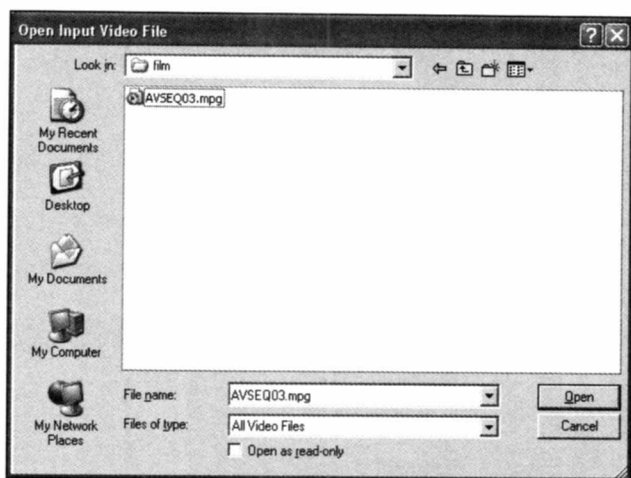 Open Input Video File
Look in: film
AVSEQ03.mpg
My Recent
Documents
Desktop
My Documents
My Computer
My Network
Places
File name: AVSEQ03.mpg Open
Files of type: All Video Files Cancel
Open as read-only